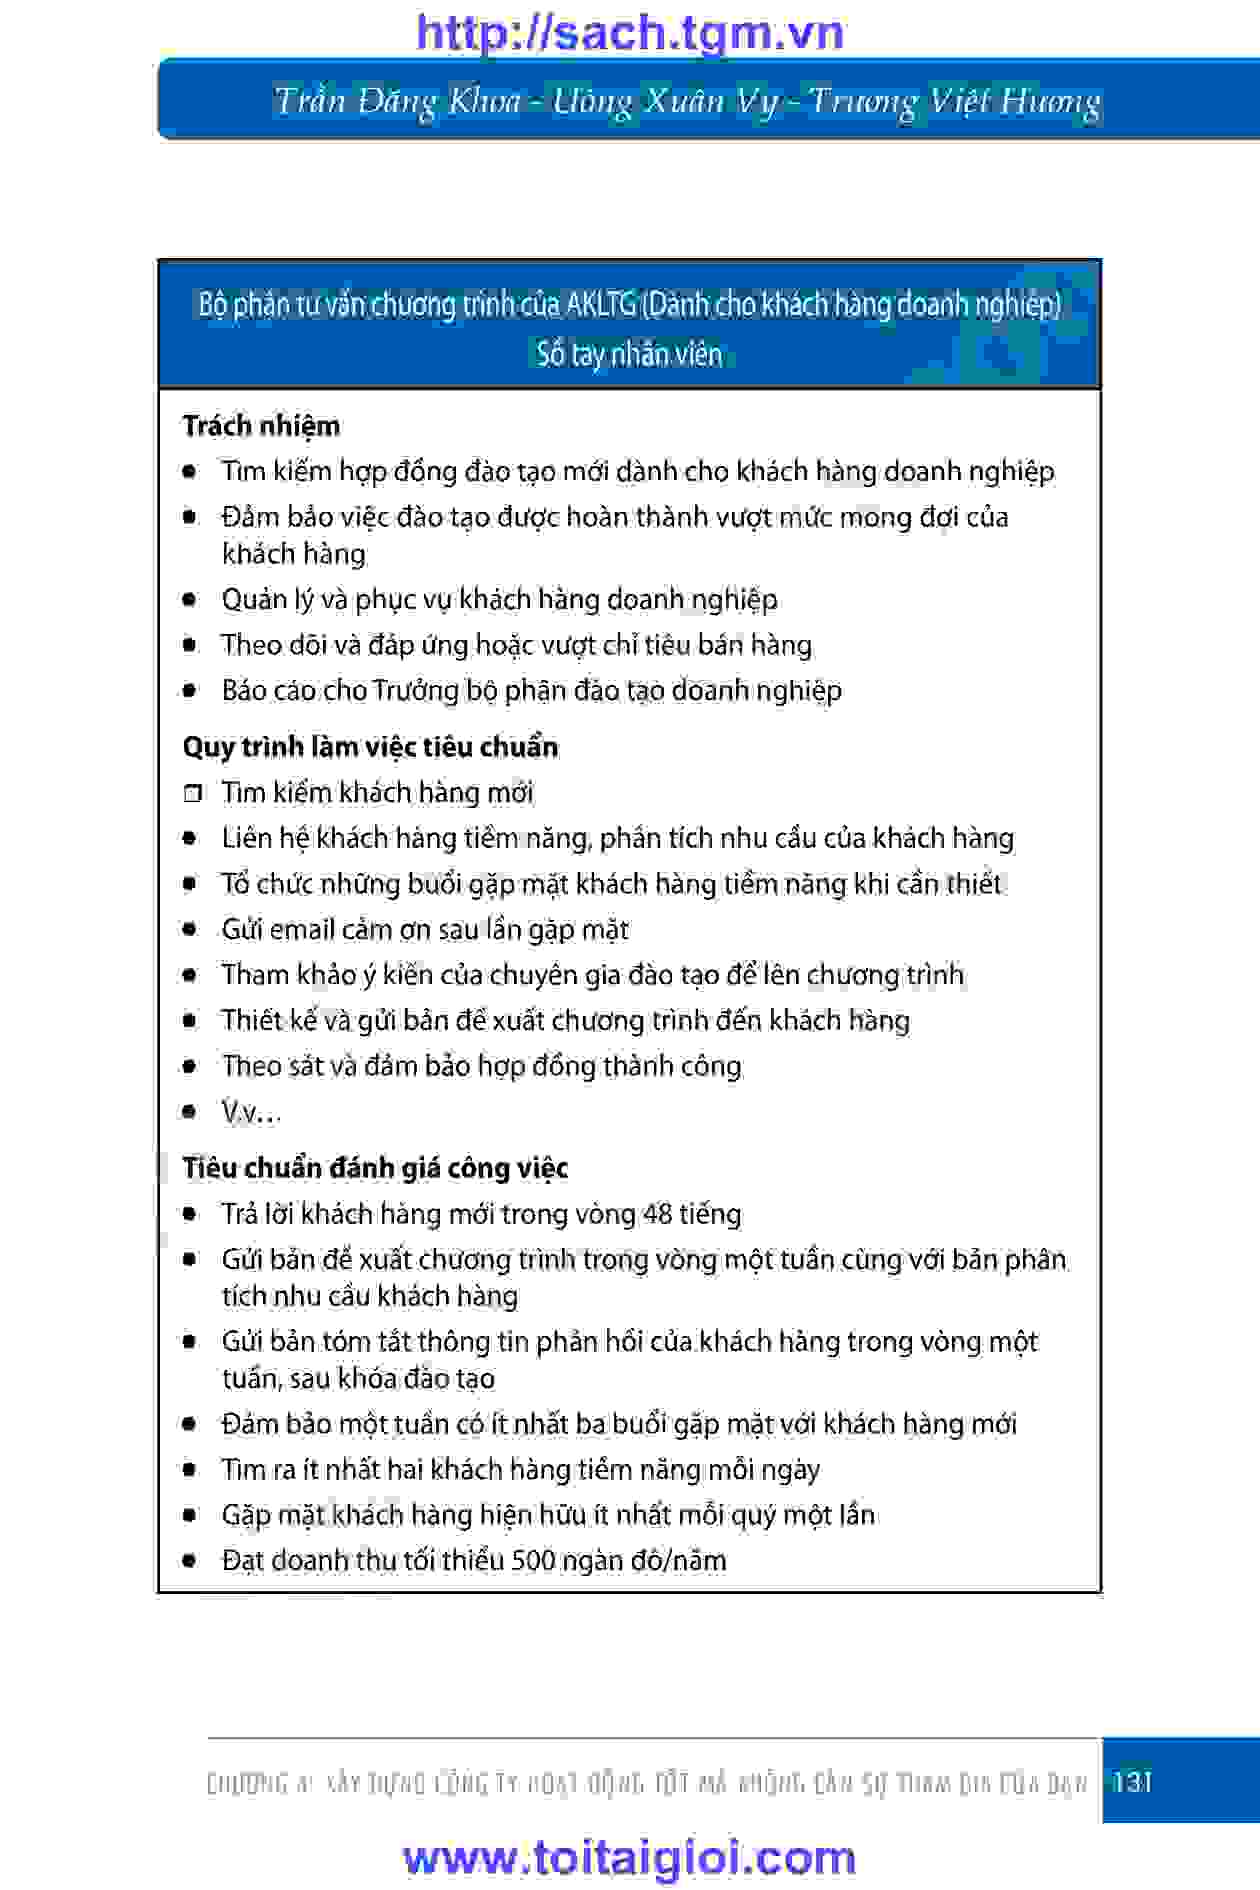 http://sach.tgm.vn
Trần Đăng Khoa - Uông Xuân Vy - Trương Việt Hương
Bộ phận tư vấn chương trình của AKLTG (Dành cho khách hàng doanh nghiệp)
Sổ tay nhân viên
Trách nhiệm
● Tìm kiếm hợp đồng đào tạo mới dành cho khách hàng doanh nghiệp
● Đảm bảo việc đào tạo được hoàn thành vượt mức mong đợi của
khách hàng
● Quản lý và phục vụ khách hàng doanh nghiệp
● Theo dõi và đáp ứng hoặc vượt chỉ tiêu bán hàng
● Báo cáo cho Trưởng bộ phận đào tạo doanh nghiệp
Quy trình làm việc tiêu chuẩn
❒ Tìm kiếm khách hàng mới
● Liên hệ khách hàng tiềm năng, phân tích nhu cầu của khách hàng
● Tổ chức những buổi gặp mặt khách hàng tiềm năng khi cần thiết
● Gửi email cảm ơn sau lần gặp mặt
● Tham khảo ý kiến của chuyên gia đào tạo để lên chương trình
● Thiết kế và gửi bản đề xuất chương trình đến khách hàng
● Theo sát và đảm bảo hợp đồng thành công
● V.v…
Tiêu chuẩn đánh giá công việc
● Trả lời khách hàng mới trong vòng 48 tiếng
● Gửi bản đề xuất chương trình trong vòng một tuần cùng với bản phân
tích nhu cầu khách hàng
● Gửi bản tóm tắt thông tin phản hồi của khách hàng trong vòng một
tuần, sau khóa đào tạo
● Đảm bảo một tuần có ít nhất ba buổi gặp mặt với khách hàng mới
● Tìm ra ít nhất hai khách hàng tiềm năng mỗi ngày
● Gặp mặt khách hàng hiện hữu ít nhất mỗi quý một lần
● Đạt doanh thu tối thiểu 500 ngàn đô/năm
CHƯƠNG 8: XÂY DỰNG CÔNG TY HOẠT ĐỘNG TỐT MÀ KHÔNG CẦN SỰ THAM GIA CỦA BẠN 131
www.toitaigioi.com